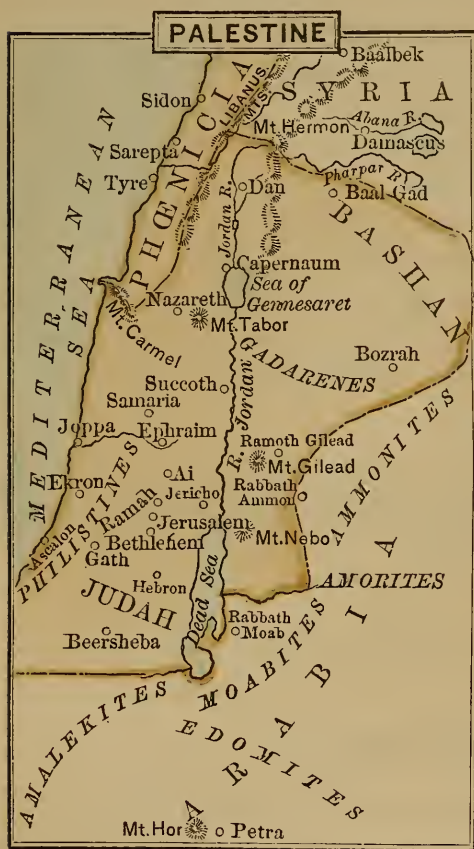 PALESTINE
Baalbek
SYRIA
LIBANUS MTS.
Sidon
Abana R.
Mt. Hermon
Damascus
Sarepta
PHŒNICIA
Pharpar R.
Tyre
Dan
Baal Gad
Jordan R.
BASHAN
MEDITERRANEAN
SEA
Capernaum
Sea of
Gennesaret
Nazareth
Mt. Tabor
Mt. Carmel
Bozrah
GADARENES
Succoth
Samaria
R. Jordan
Joppa
Ephraim
Ramoth Gilead
Mt. Gilead
AMMONITES
Ai
Ekron
Jericho
Rabbath
Ammon
Ramah
Jerusalem
Mt. Nebo
Ascalon
PHILISTINES
Bethlehem
Gath
Hebron
Dead Sea
AMORITES
JUDAH
Rabbath
Moab
Beersheba
MOABITES
AMALEKITES
EDOMITES
ARABIA
Mt. Hor
Petra